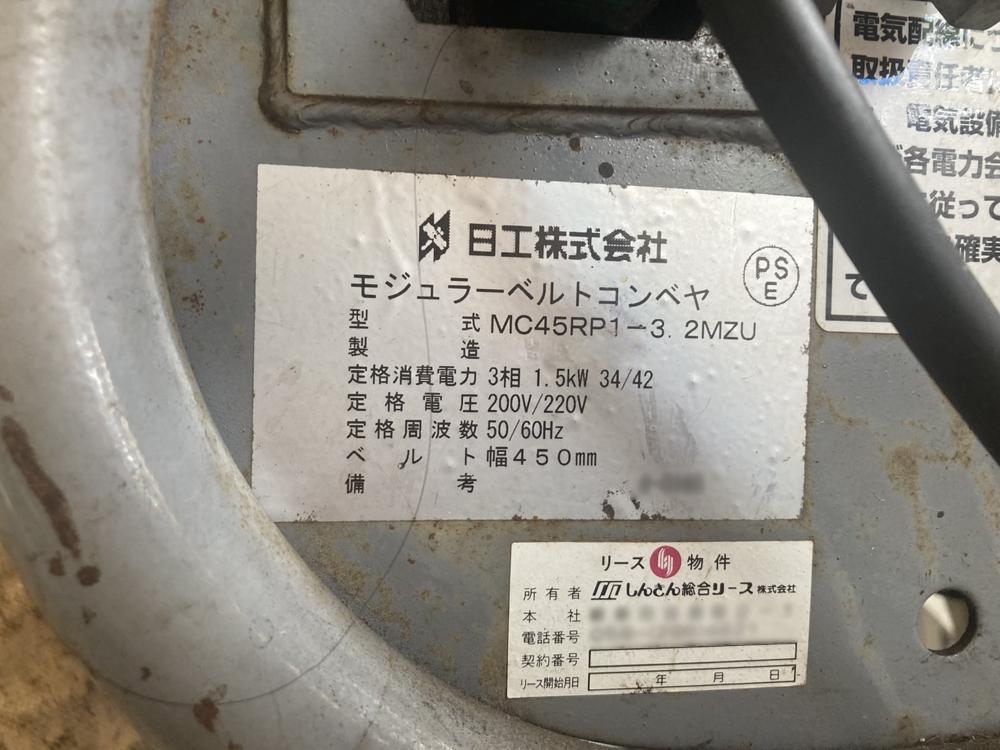 日工株式会社
モジュラーベルトコンベヤ
PSE
型式 MC45RP1-3.2MZU
製造
定格消費電力 3相 1.5kW 34/42
定格電圧 200V/220V
定格周波数 50/60Hz
ベルト幅450mm
備考
リース物件
所有者 しんきん総合リース株式会社
本社
電話番号
契約番号
リース開始月日 年 月 日
電気配線に
取扱責任者
電気設備
各電力会
従って
確実
て